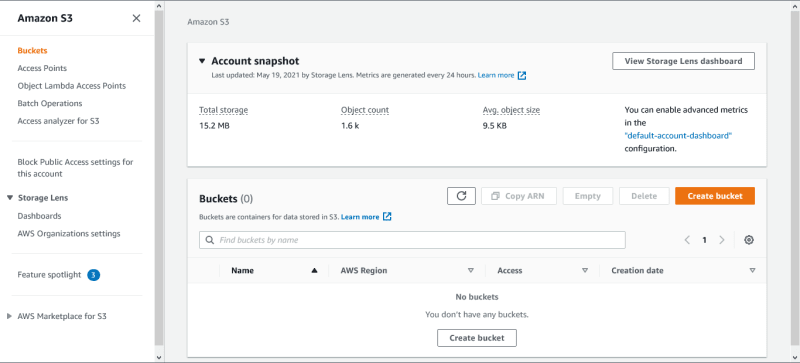 Amazon S3
Buckets
Access Points
Object Lambda Access Points
Batch Operations
Access analyzer for S3
Block Public Access settings for
this account
Storage Lens
Dashboards
AWS Organizations settings
Feature spotlight 3
AWS Marketplace for S3
Amazon S3
Account snapshot
Last updated: May 19, 2021 by Storage Lens. Metrics are generated every 24 hours. Learn more
View Storage Lens dashboard
Total storage
15.2 MB
Object count
1.6 k
Avg. object size
9.5 KB
You can enable advanced metrics
in the
"default-account-dashboard"
configuration.
Buckets (0)
Buckets are containers for data stored in S3. Learn more
Copy ARN
Empty
Delete
Create bucket
Find buckets by name
1
Name
AWS Region
Access
Creation date
No buckets
You don't have any buckets.
Create bucket